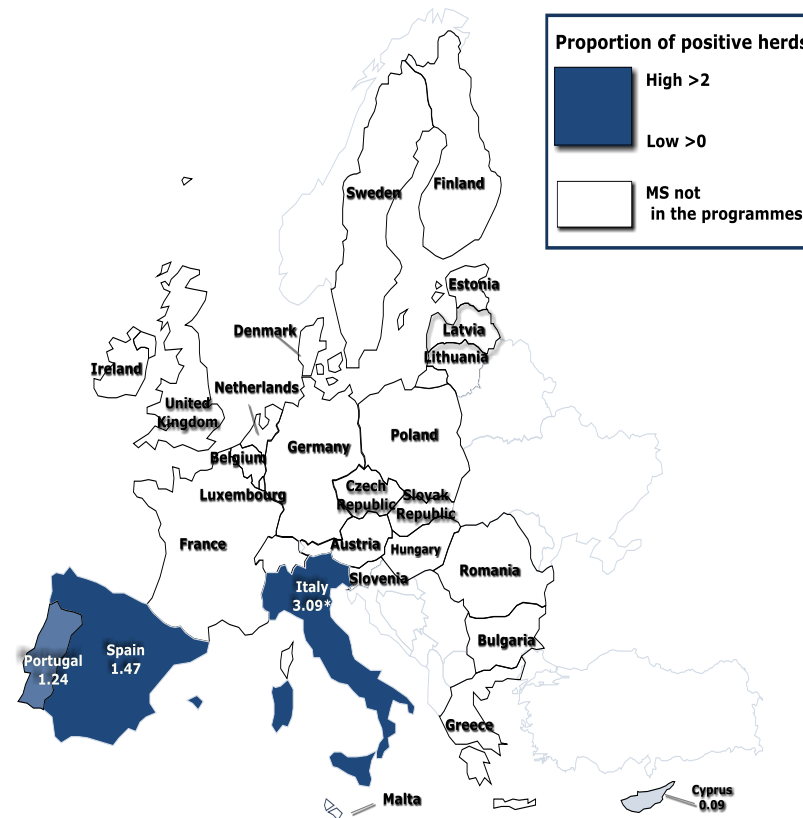 Proportion of positive herds
High >2
Low >0
MS not
in the programmes
Sweden
Finland
Estonia
Latvia
Lithuania
Denmark
Ireland
Netherlands
United
Kingdom
Belgium
Germany
Poland
Luxembourg
Czech
Republic
Slovak
Republic
France
Austria
Hungary
Slovenia
Romania
Italy
3.09*
Bulgaria
Spain
1.47
Portugal
1.24
Greece
Malta
Cyprus
0.09